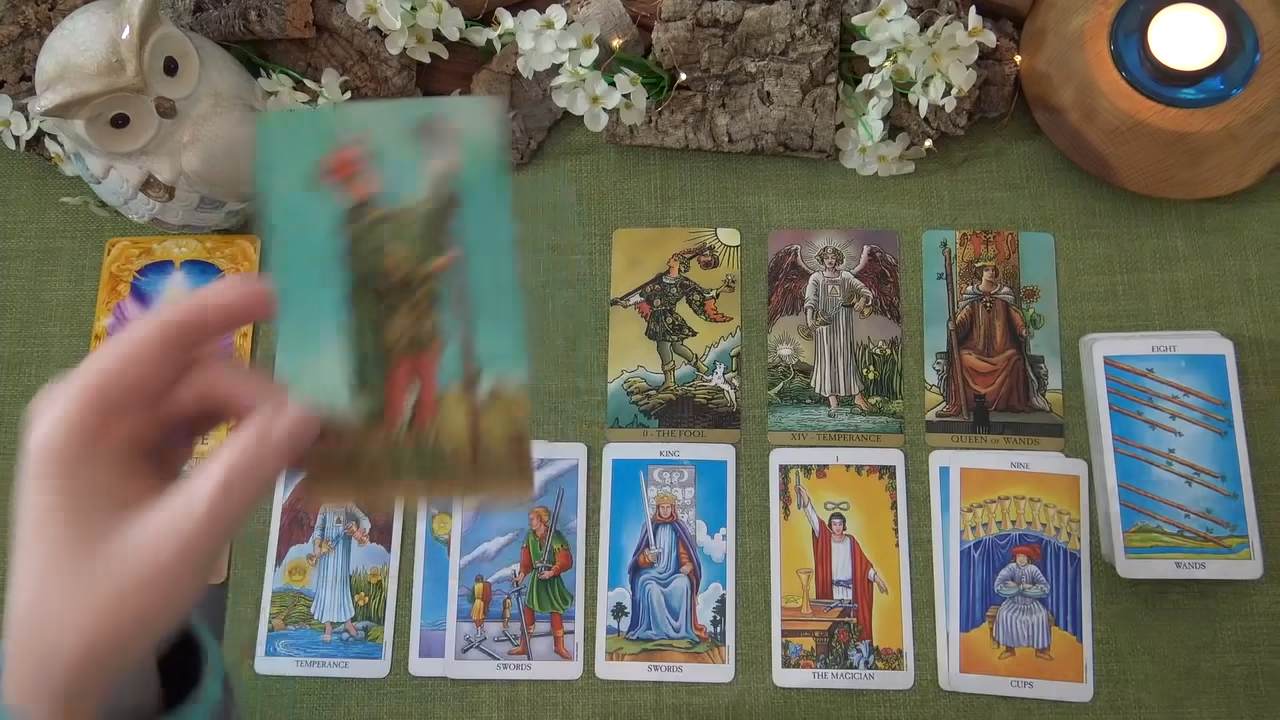 0 - THE FOOL
XIV - TEMPERANCE
QUEEN OF WANDS
EIGHT
WANDS
TEMPERANCE
SWORDS
KING
SWORDS
I
THE MAGICIAN
NINE
CUPS